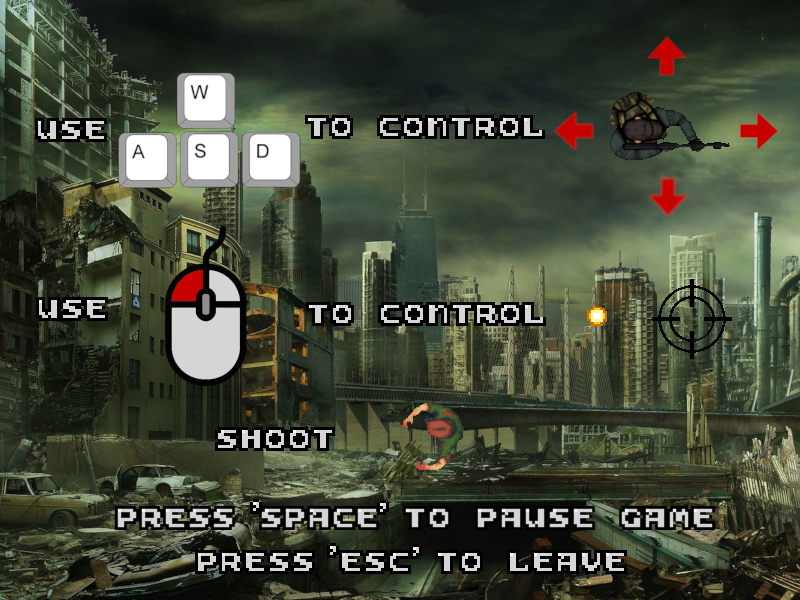 W
USE A S D TO CONTROL
USE TO CONTROL
SHOOT
PRESS 'SPACE' TO PAUSE GAME
PRESS 'ESC' TO LEAVE